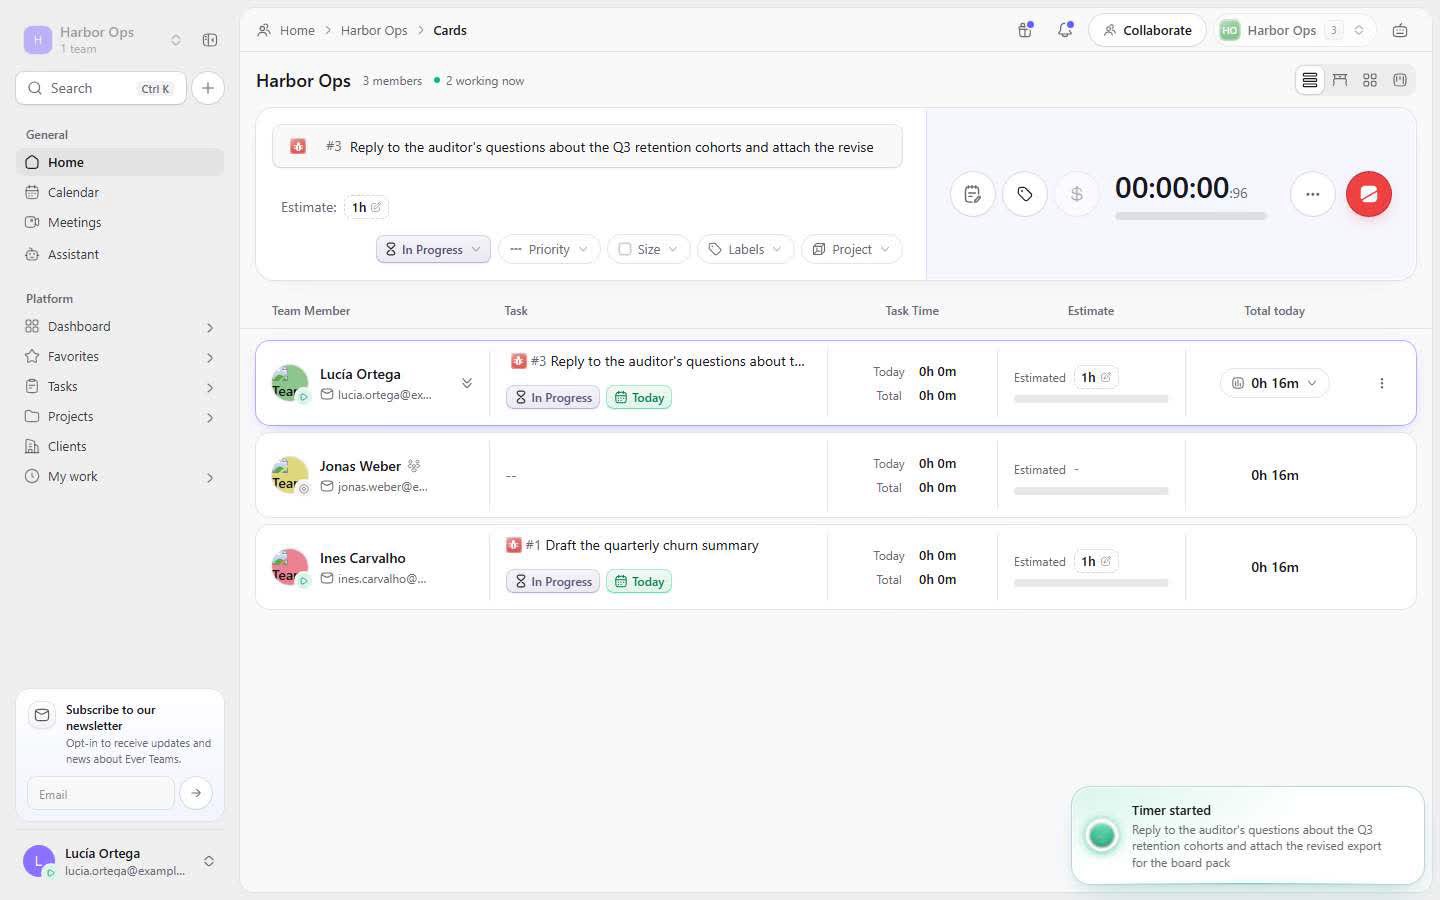 H
Harbor Ops
1 team
Search
Ctrl K
General
Home
Calendar
Meetings
Assistant
Platform
Dashboard
Favorites
Tasks
Projects
Clients
My work
Subscribe to our
newsletter
Opt-in to receive updates and
news about Ever Teams.
Email
L
Lucía Ortega
lucia.ortega@exampl...
Home
Harbor Ops
Cards
Collaborate
HO
Harbor Ops
3
Harbor Ops
3 members
2 working now
#3 Reply to the auditor's questions about the Q3 retention cohorts and attach the revise
Estimate:
1h
In Progress
Priority
Size
Labels
Project
$
00:00:00:96
Team Member
Task
Task Time
Estimate
Total today
Lucía Ortega
lucia.ortega@ex...
#3 Reply to the auditor's questions about t...
In Progress
Today
Today 0h 0m
Total 0h 0m
Estimated 1h
0h 16m
Jonas Weber
jonas.weber@e...
--
Today 0h 0m
Total 0h 0m
Estimated -
0h 16m
Ines Carvalho
ines.carvalho@...
#1 Draft the quarterly churn summary
In Progress
Today
Today 0h 0m
Total 0h 0m
Estimated 1h
0h 16m
Timer started
Reply to the auditor's questions about the Q3
retention cohorts and attach the revised export
for the board pack